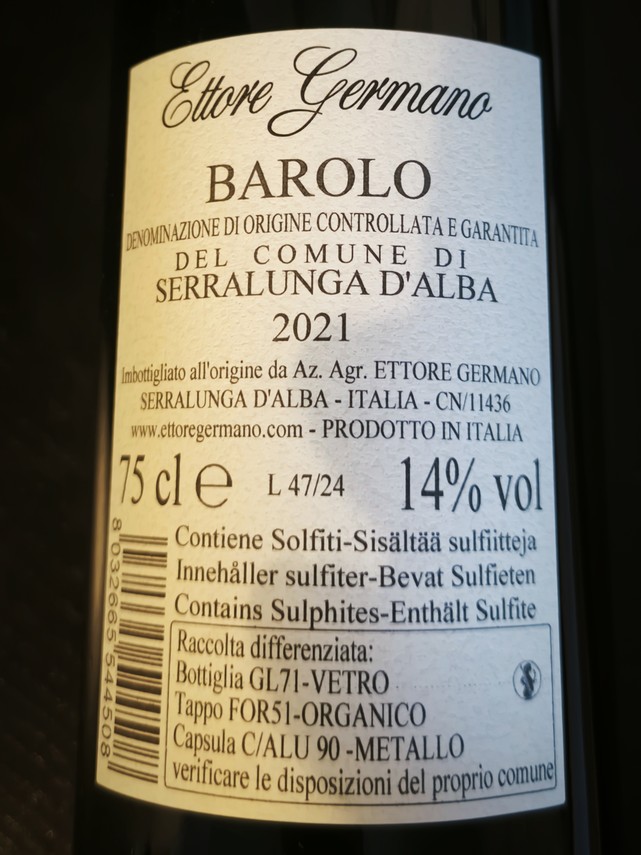 Ettore Germano
BAROLO
DENOMINAZIONE DI ORIGINE CONTROLLATA E GARANTITA
DEL COMUNE DI
SERRALUNGA D'ALBA
2021
Imbottigliato all'origine da Az. Agr. ETTORE GERMANO
SERRALUNGA D'ALBA - ITALIA - CN/11436
www.ettoregermano.com - PRODOTTO IN ITALIA
75 cl ℮ L 47/24 14% vol
Contiene Solfiti-Sisältää sulfiitteja
Innehåller sulfiter-Bevat Sulfieten
Contains Sulphites-Enthält Sulfite
8 032665 544508
Raccolta differenziata:
Bottiglia GL71-VETRO
Tappo FOR51-ORGANICO
Capsula C/ALU 90 -METALLO
verificare le disposizioni del proprio comune